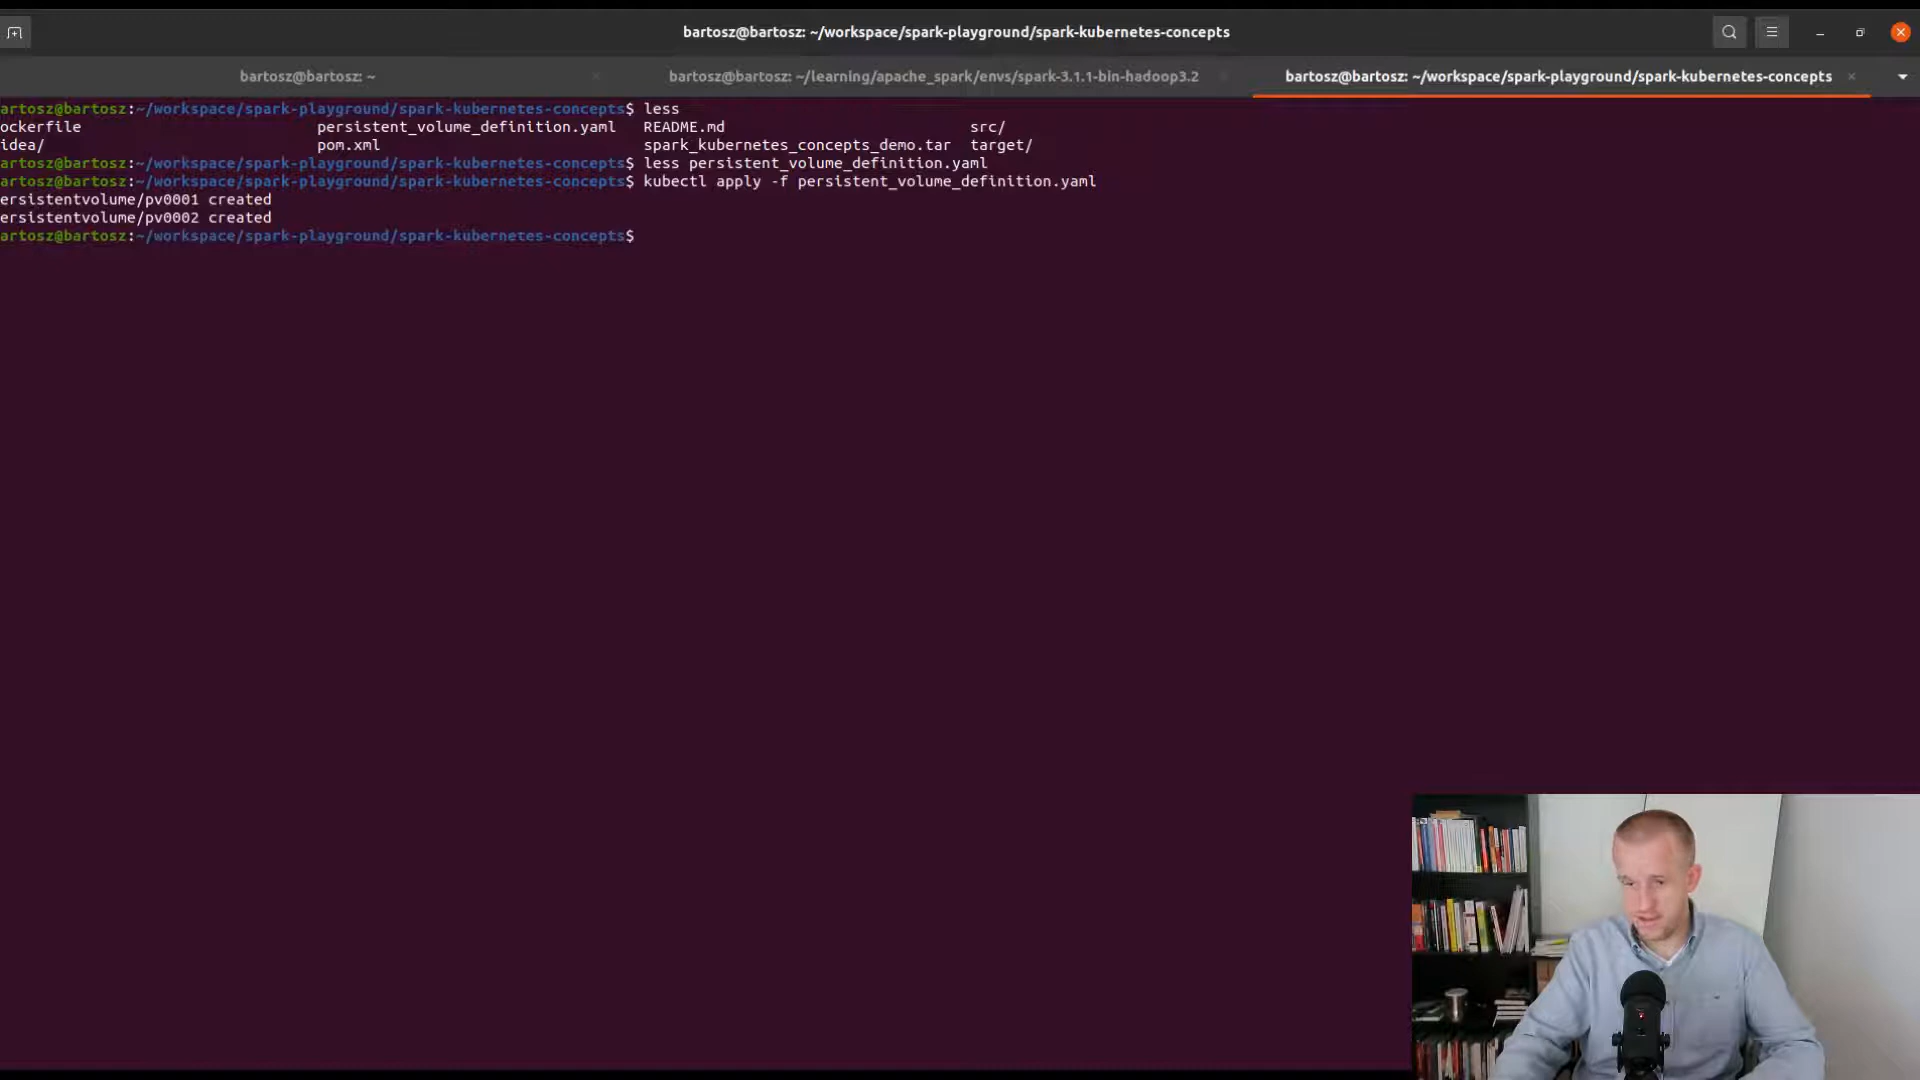 bartosz@bartosz: ~/workspace/spark-playground/spark-kubernetes-concepts
bartosz@bartosz: ~
bartosz@bartosz: ~/learning/apache_spark/envs/spark-3.1.1-bin-hadoop3.2
bartosz@bartosz: ~/workspace/spark-playground/spark-kubernetes-concepts
artosz@bartosz:~/workspace/spark-playground/spark-kubernetes-concepts$ less
ockerfile persistent_volume_definition.yaml README.md src/
idea/ pom.xml spark_kubernetes_concepts_demo.tar target/
artosz@bartosz:~/workspace/spark-playground/spark-kubernetes-concepts$ less persistent_volume_definition.yaml
artosz@bartosz:~/workspace/spark-playground/spark-kubernetes-concepts$ kubectl apply -f persistent_volume_definition.yaml
ersistentvolume/pv0001 created
ersistentvolume/pv0002 created
artosz@bartosz:~/workspace/spark-playground/spark-kubernetes-concepts$